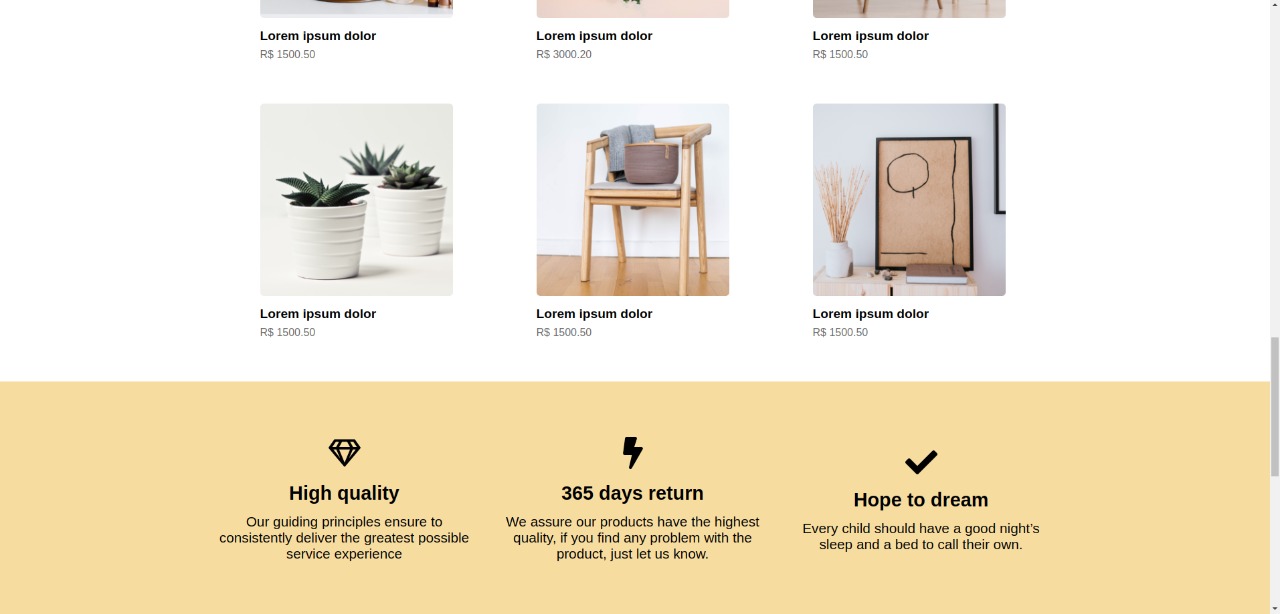 Lorem ipsum dolor
R$ 1500.50
Lorem ipsum dolor
R$ 3000.20
Lorem ipsum dolor
R$ 1500.50
Lorem ipsum dolor
R$ 1500.50
Lorem ipsum dolor
R$ 1500.50
Lorem ipsum dolor
R$ 1500.50
High quality
Our guiding principles ensure to
consistently deliver the greatest possible
service experience
365 days return
We assure our products have the highest
quality, if you find any problem with the
product, just let us know.
Hope to dream
Every child should have a good night’s
sleep and a bed to call their own.